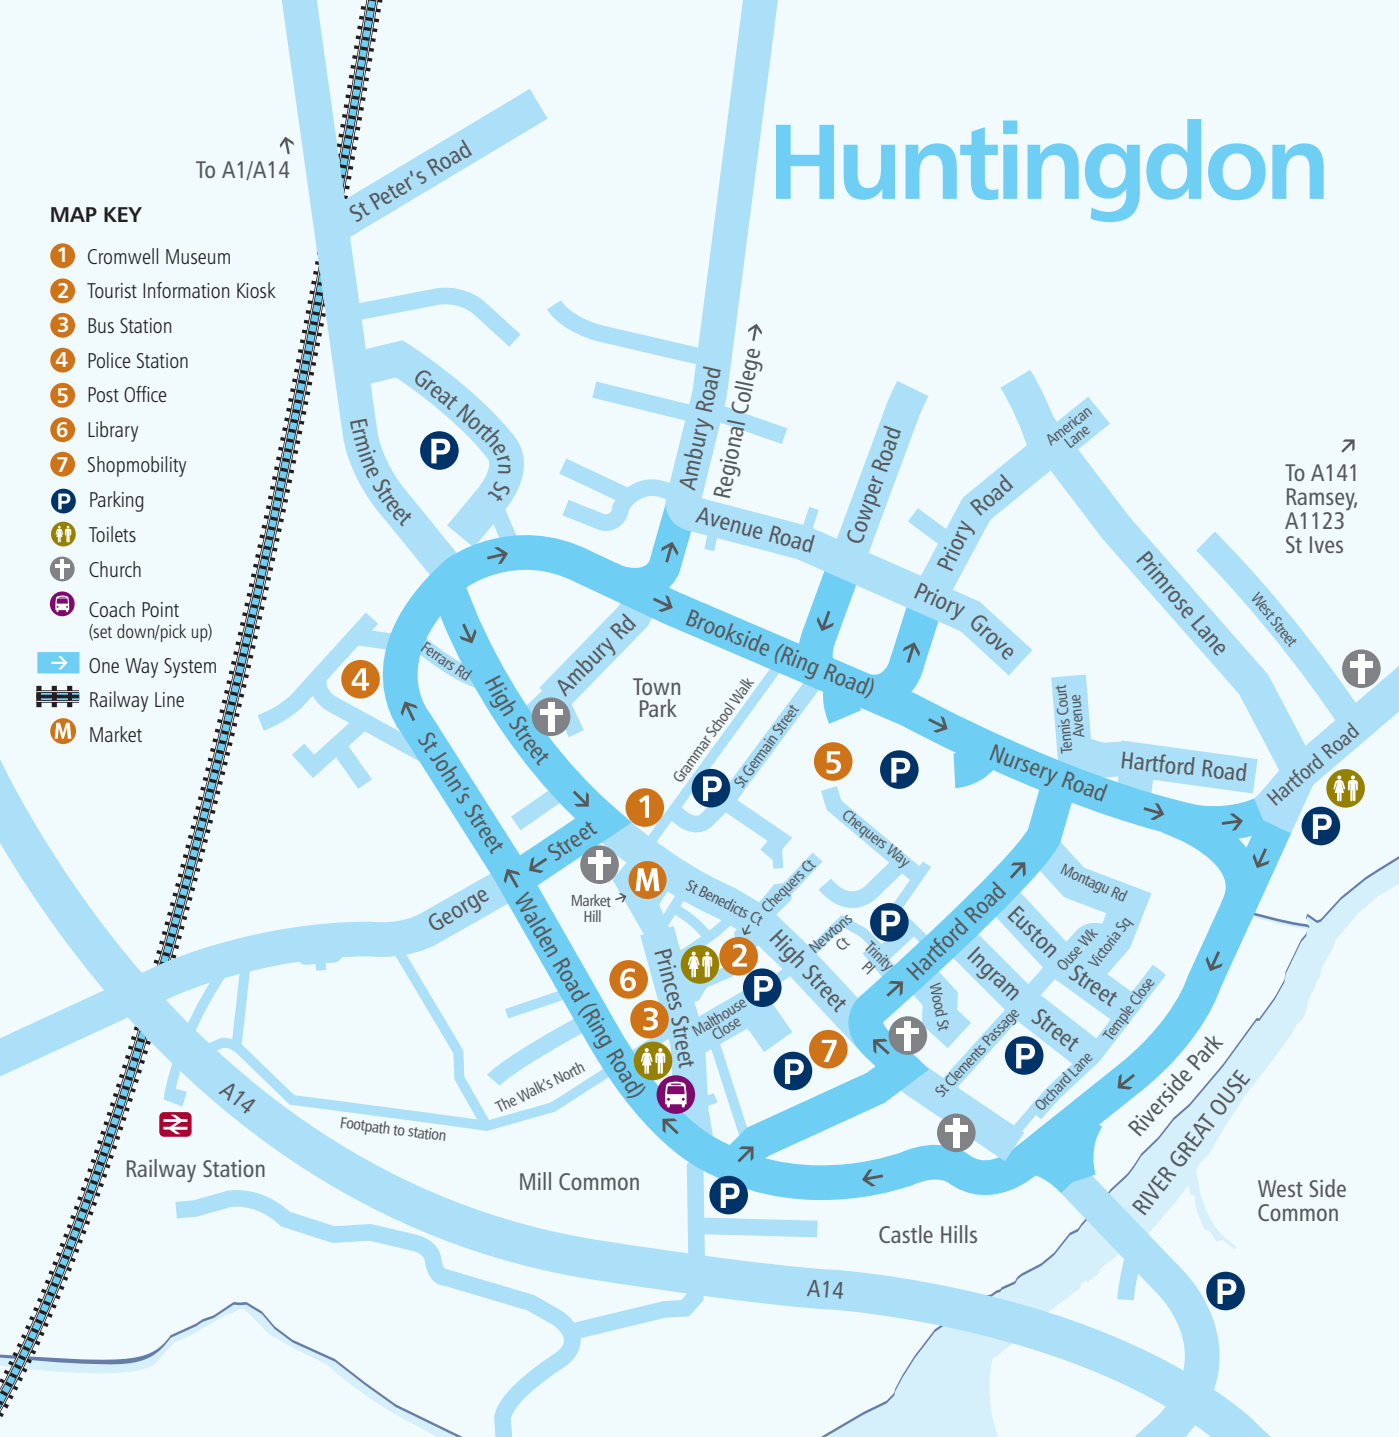 Huntingdon
To A1/A14
St Peter's Road
MAP KEY
1 Cromwell Museum
2 Tourist Information Kiosk
3 Bus Station
4 Police Station
5 Post Office
6 Library
7 Shopmobility
P Parking
Toilets
Church
Coach Point
(set down/pick up)
One Way System
Railway Line
M Market
Great Northern St
P
Ermine Street
Ambury Road
Regional College
Cowper Road
American
Lane
Priory Road
Avenue Road
Priory Grove
Primrose Lane
West Street
To A141
Ramsey,
A1123
St Ives
Brookside (Ring Road)
Ambury Rd
Ferrars Rd
4
High Street
Town
Park
Grammar School Walk
St Germain Street
St John's Street
5
P
P
Tennis Court
Avenue
Nursery Road
Hartford Road
Hartford Road
P
1
George Street
Market
Hill
M
Chequers Way
St Benedicts Ct
Chequers Ct
Newtons
Ct
Trinity
Pl
P
Hartford Road
Montagu Rd
Euston Street
Ouse Wk
Victoria Sq
Ingram Street
Temple Close
Walden Road (Ring Road)
High Street
Princes Street
2
P
6
3
Malthouse
Close
7
P
Wood St
St Clements Passage
P
Orchard Lane
The Walk's North
Footpath to station
A14
Railway Station
Mill Common
P
Castle Hills
A14
Riverside Park
RIVER GREAT OUSE
West Side
Common
P